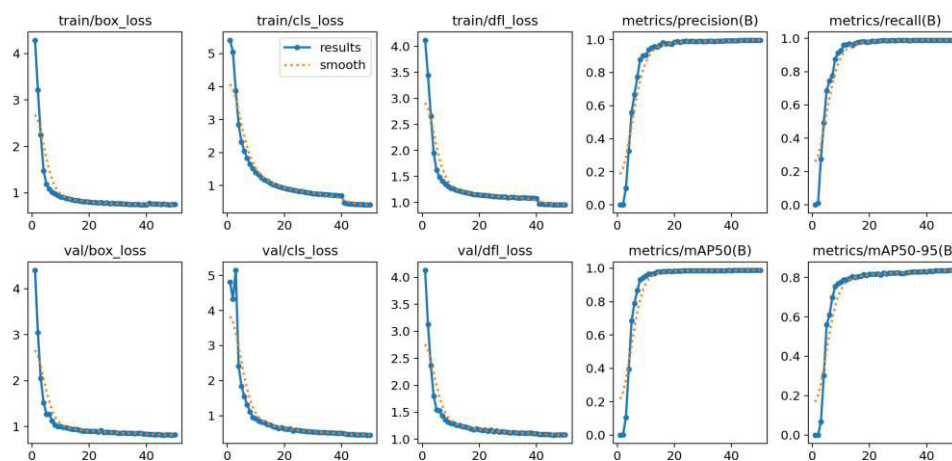 train/box_loss
train/cls_loss
train/dfl_loss
metrics/precision(B)
metrics/recall(B)
4
3
2
1
0 20 40
5
4
3
2
1
results
smooth
0 20 40
4.0
3.5
3.0
2.5
2.0
1.5
1.0
0 20 40
1.0
0.8
0.6
0.4
0.2
0.0
0 20 40
1.0
0.8
0.6
0.4
0.2
0.0
0 20 40
val/box_loss
val/cls_loss
val/dfl_loss
metrics/mAP50(B)
metrics/mAP50-95(B)
4
3
2
1
0 20 40
5
4
3
2
1
0 20 40
4.0
3.5
3.0
2.5
2.0
1.5
1.0
0 20 40
1.0
0.8
0.6
0.4
0.2
0.0
0 20 40
0.8
0.6
0.4
0.2
0.0
0 20 40